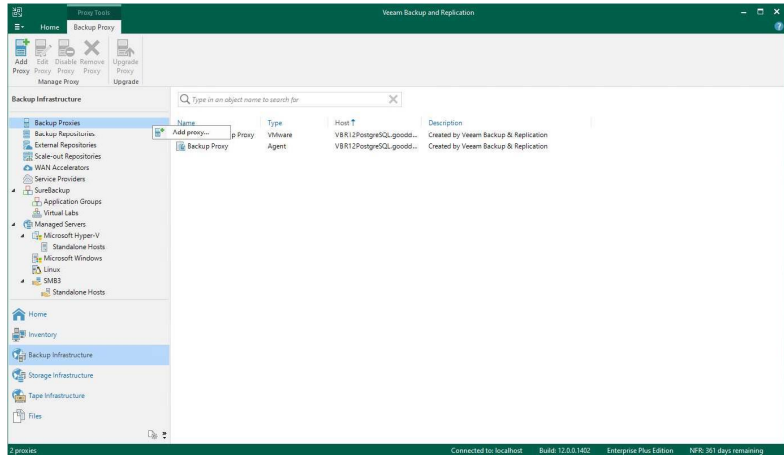 Proxy Tools
Veeam Backup and Replication
Home
Backup Proxy
Add Proxy
Edit Proxy
Disable Proxy
Remove Proxy
Upgrade Proxy
Manage Proxy
Upgrade
Backup Infrastructure
Type in an object name to search for
Backup Proxies
Backup Repositories
External Repositories
Scale-out Repositories
WAN Accelerators
Service Providers
SureBackup
Application Groups
Virtual Labs
Managed Servers
Microsoft Hyper-V
Standalone Hosts
Microsoft Windows
Linux
SMB3
Standalone Hosts
Add proxy...
Name Type Host Description
p Proxy VMware VBR12PostgreSQL.goodd... Created by Veeam Backup & Replication
Backup Proxy Agent VBR12PostgreSQL.goodd... Created by Veeam Backup & Replication
Home
Inventory
Backup Infrastructure
Storage Infrastructure
Tape Infrastructure
Files
2 proxies
Connected to: localhost Build: 12.0.0.1402 Enterprise Plus Edition NFR: 361 days remaining